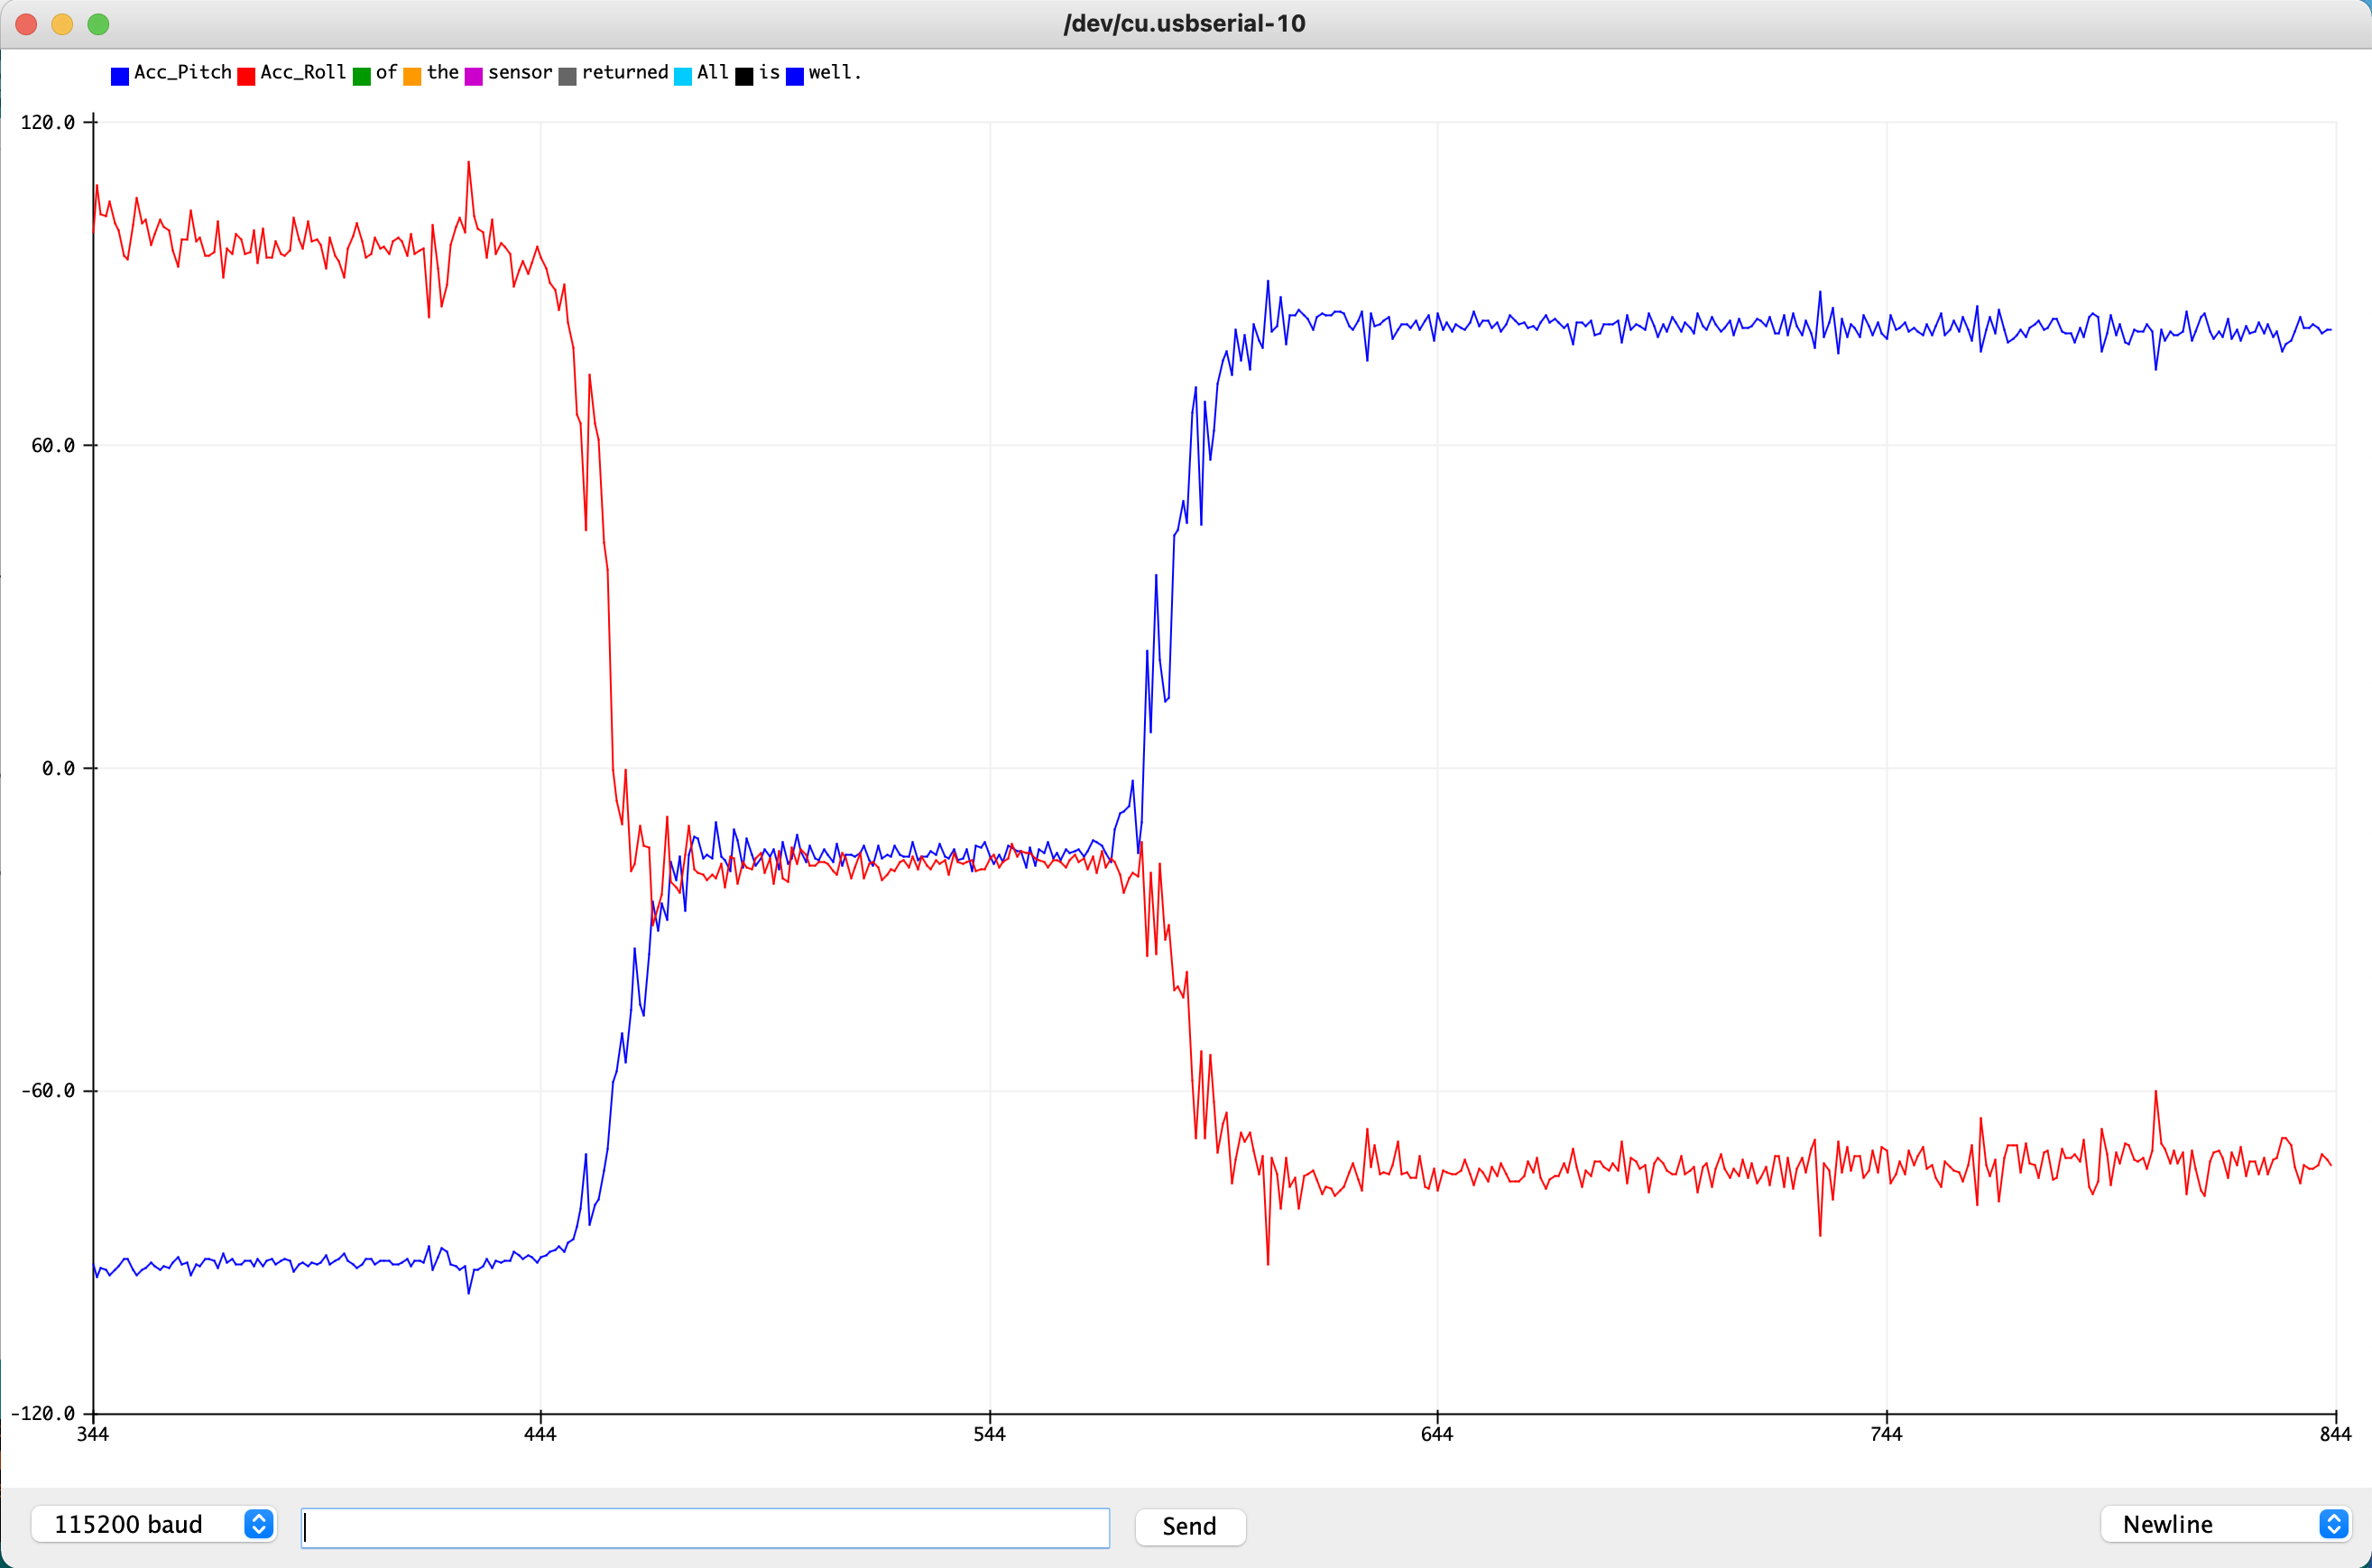 /dev/cu.usbserial-10
Acc_Pitch Acc_Roll of the sensor returned All is well.
120.0
60.0
0.0
-60.0
-120.0
344 444 544 644 744 844
115200 baud Send Newline